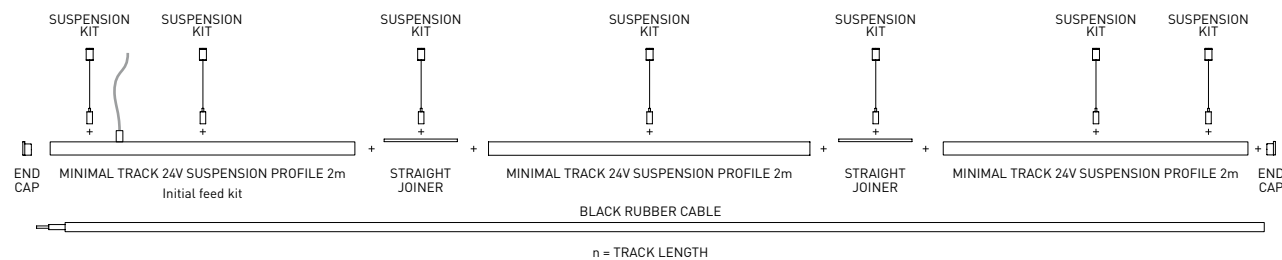 SUSPENSION
KIT
SUSPENSION
KIT
SUSPENSION
KIT
SUSPENSION
KIT
SUSPENSION
KIT
SUSPENSION
KIT
SUSPENSION
KIT
+
+
+
+
+
+
+
+
+
+
+
+
END
CAP
MINIMAL TRACK 24V SUSPENSION PROFILE 2m
Initial feed kit
STRAIGHT
JOINER
MINIMAL TRACK 24V SUSPENSION PROFILE 2m
STRAIGHT
JOINER
MINIMAL TRACK 24V SUSPENSION PROFILE 2m
END
CAP
BLACK RUBBER CABLE
n = TRACK LENGTH